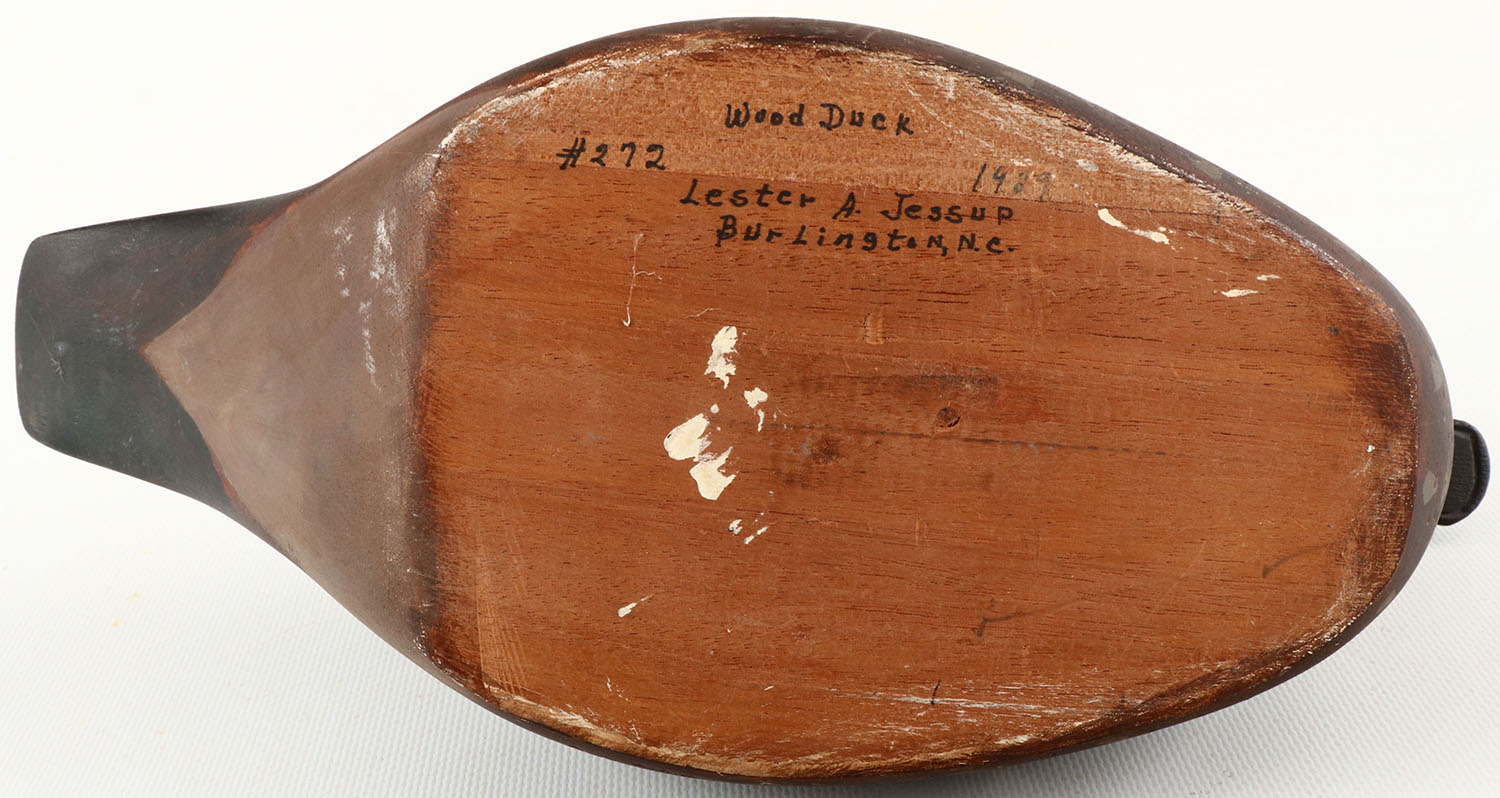 Wood Duck
#272
Lester A. Jessup
Burlington, N.C.